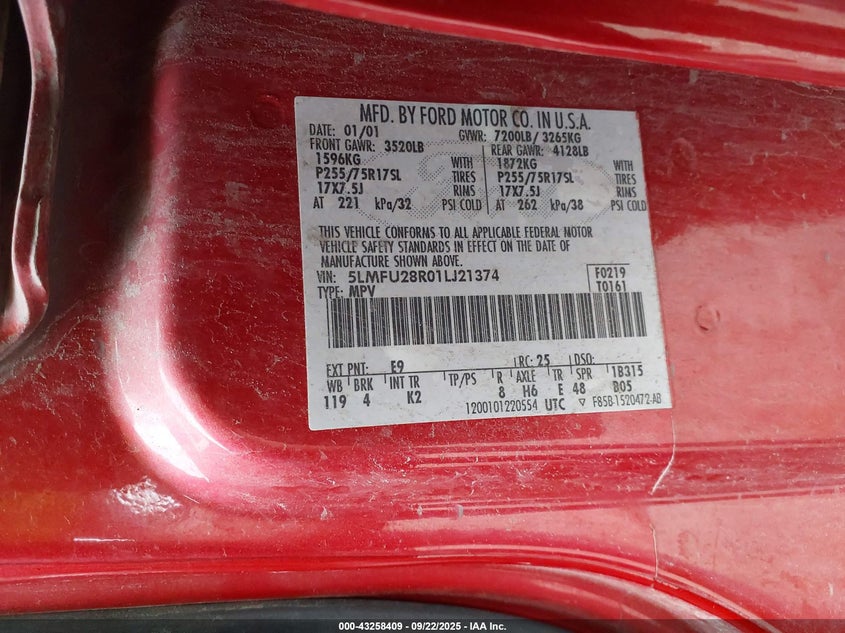 MFD. BY FORD MOTOR CO. IN U.S.A.
DATE: 01/01 GVWR: 7200LB/ 3265KG
FRONT GAWR: 3520LB REAR GAWR: 4128LB
1596KG WITH 1872KG WITH
P255/75R17SL TIRES P255/75R17SL TIRES
17X7.5J RIMS 17X7.5J RIMS
AT 221 kPa/32 PSI COLD AT 262 kPa/38 PSI COLD
THIS VEHICLE CONFORMS TO ALL APPLICABLE FEDERAL MOTOR
VEHICLE SAFETY STANDARDS IN EFFECT ON THE DATE OF
MANUFACTURE SHOWN ABOVE.
VIN: 5LMFU28R01LJ21374 F0219
TYPE: MPV T0161
EXT PNT: E9 RC: 25 DSO:
WB BRK INT TR TP/PS R AXLE TR SPR 1B315
119 4 K2 8 H6 E 48 B05
1200101220554 UTC ▽ F85B-1520472-AB
000-43258409 - 09/22/2025 - IAA Inc.